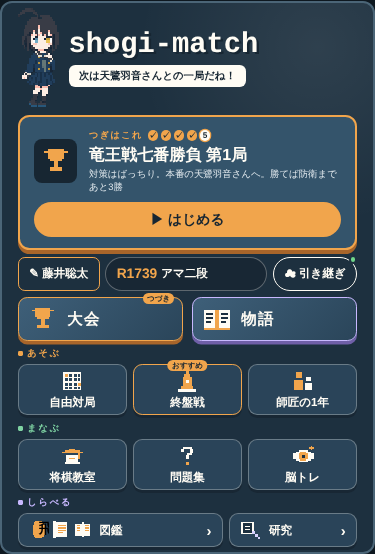 shogi-match
次は天鷺羽音さんとの一局だね！
つぎはこれ ✓✓✓✓5
竜王戦七番勝負 第1局
対策はばっちり。本番の天鷺羽音さんへ。勝てば防衛まで
あと3勝
▶ はじめる
✎ 藤井聡太
R1739 アマ二段
引き継ぎ
つづき
大会
物語
あそぶ
おすすめ
自由対局
終盤戦
師匠の1年
まなぶ
将棋教室
問題集
脳トレ
しらべる
図鑑 ›
研究 ›